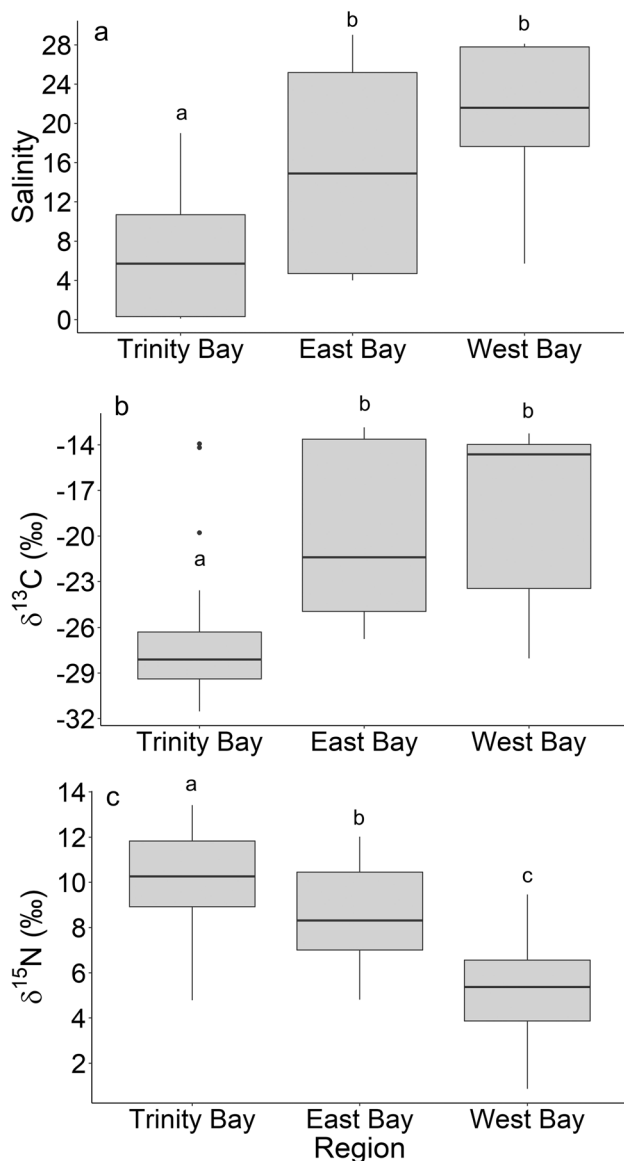 a
Salinity
28
24
20
16
12
8
4
0
a
b
b
Trinity Bay East Bay West Bay
b
δ13C (‰)
-14
-17
-20
-23
-26
-29
-32
a
b
b
Trinity Bay East Bay West Bay
c
δ15N (‰)
14
12
10
8
6
4
2
a
b
c
Trinity Bay East Bay West Bay
Region